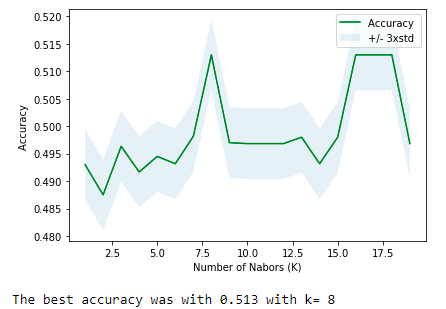 0.520
0.515
0.510
0.505
0.500
0.495
0.490
0.485
0.480
Accuracy
Accuracy
+/- 3xstd
2.5 5.0 7.5 10.0 12.5 15.0 17.5
Number of Nabors (K)
The best accuracy was with 0.513 with k= 8